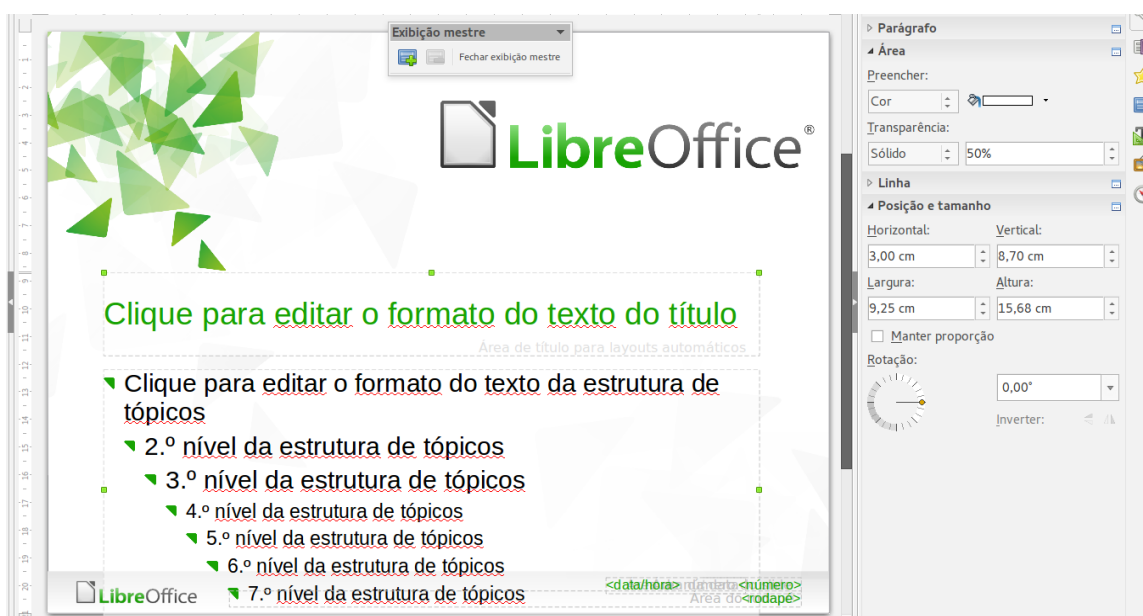 Exibição mestre
Fechar exibição mestre
LibreOffice®
Clique para editar o formato do texto do título
Área de título para layouts automáticos
Clique para editar o formato do texto da estrutura de
tópicos
2.º nível da estrutura de tópicos
3.º nível da estrutura de tópicos
4.º nível da estrutura de tópicos
5.º nível da estrutura de tópicos
6.º nível da estrutura de tópicos
7.º nível da estrutura de tópicos
LibreOffice
<data/hora>
<número>
Área do
<rodapé>
Parágrafo
Área
Preencher:
Cor
Transparência:
Sólido 50%
Linha
Posição e tamanho
Horizontal: Vertical:
3,00 cm 8,70 cm
Largura: Altura:
9,25 cm 15,68 cm
Manter proporção
Rotação:
0,00°
Inverter: